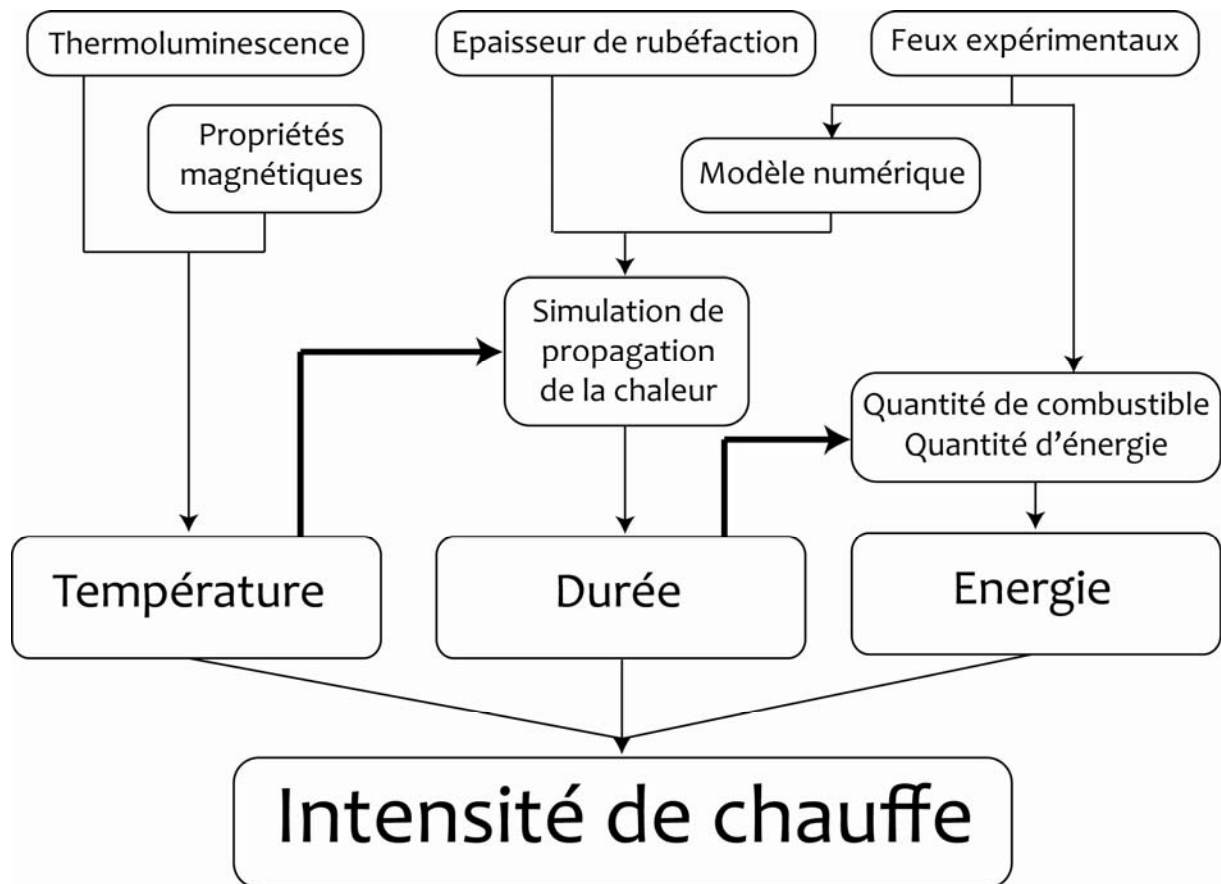 Thermoluminescence
Epaisseur de rubéfaction
Feux expérimentaux
Propriétés
magnétiques
Modèle numérique
Simulation de
propagation
de la chaleur
Quantité de combustible
Quantité d’énergie
Température
Durée
Energie
Intensité de chauffe